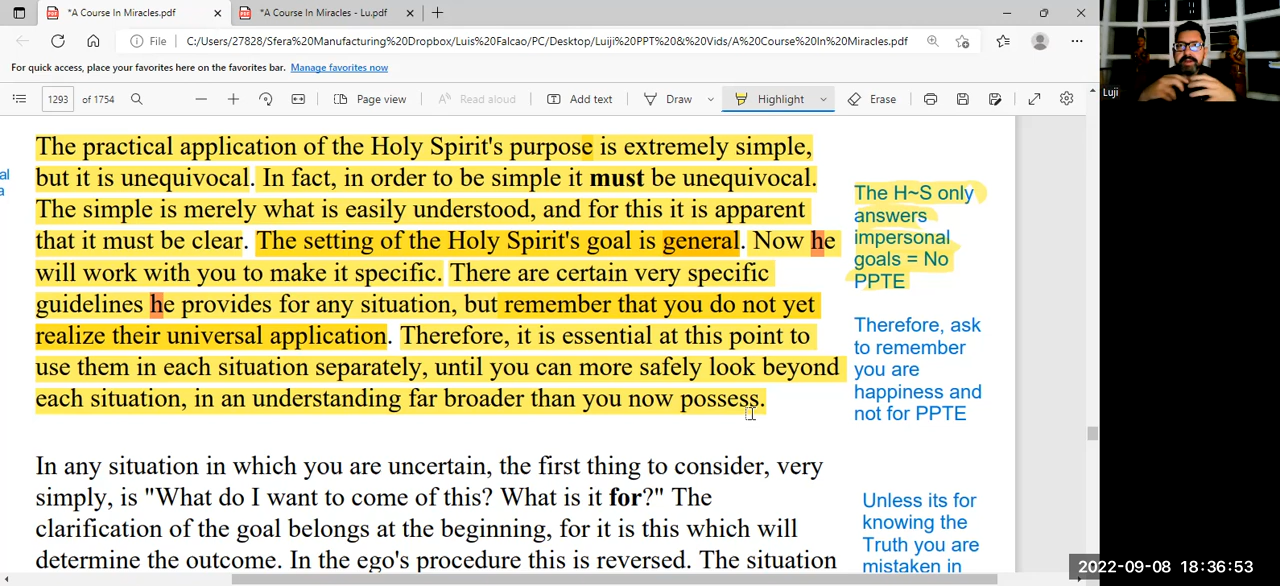 *A Course In Miracles.pdf
*A Course In Miracles - Lu.pdf
File
C:/Users/27828/Sfera%20Manufacturing%20Dropbox/Luis%20Falcao/PC/Desktop/Luiji%20PPT%20&%20Vids/A%20Course%20In%20Miracles.pdf
For quick access, place your favorites here on the favorites bar. Manage favorites now
1293 of 1754
Page view
Read aloud
Add text
Draw
Highlight
Erase
Luji
The practical application of the Holy Spirit's purpose is extremely simple,
but it is unequivocal. In fact, in order to be simple it must be unequivocal.
The simple is merely what is easily understood, and for this it is apparent
that it must be clear. The setting of the Holy Spirit's goal is general. Now he
will work with you to make it specific. There are certain very specific
guidelines he provides for any situation, but remember that you do not yet
realize their universal application. Therefore, it is essential at this point to
use them in each situation separately, until you can more safely look beyond
each situation, in an understanding far broader than you now possess.
In any situation in which you are uncertain, the first thing to consider, very
simply, is "What do I want to come of this? What is it for?" The
clarification of the goal belongs at the beginning, for it is this which will
determine the outcome. In the ego's procedure this is reversed. The situation
al
a
The H~S only
answers
impersonal
goals = No
PPTE
Therefore, ask
to remember
you are
happiness and
not for PPTE
Unless its for
knowing the
Truth you are
mistaken in
2022-09-08 18:36:53